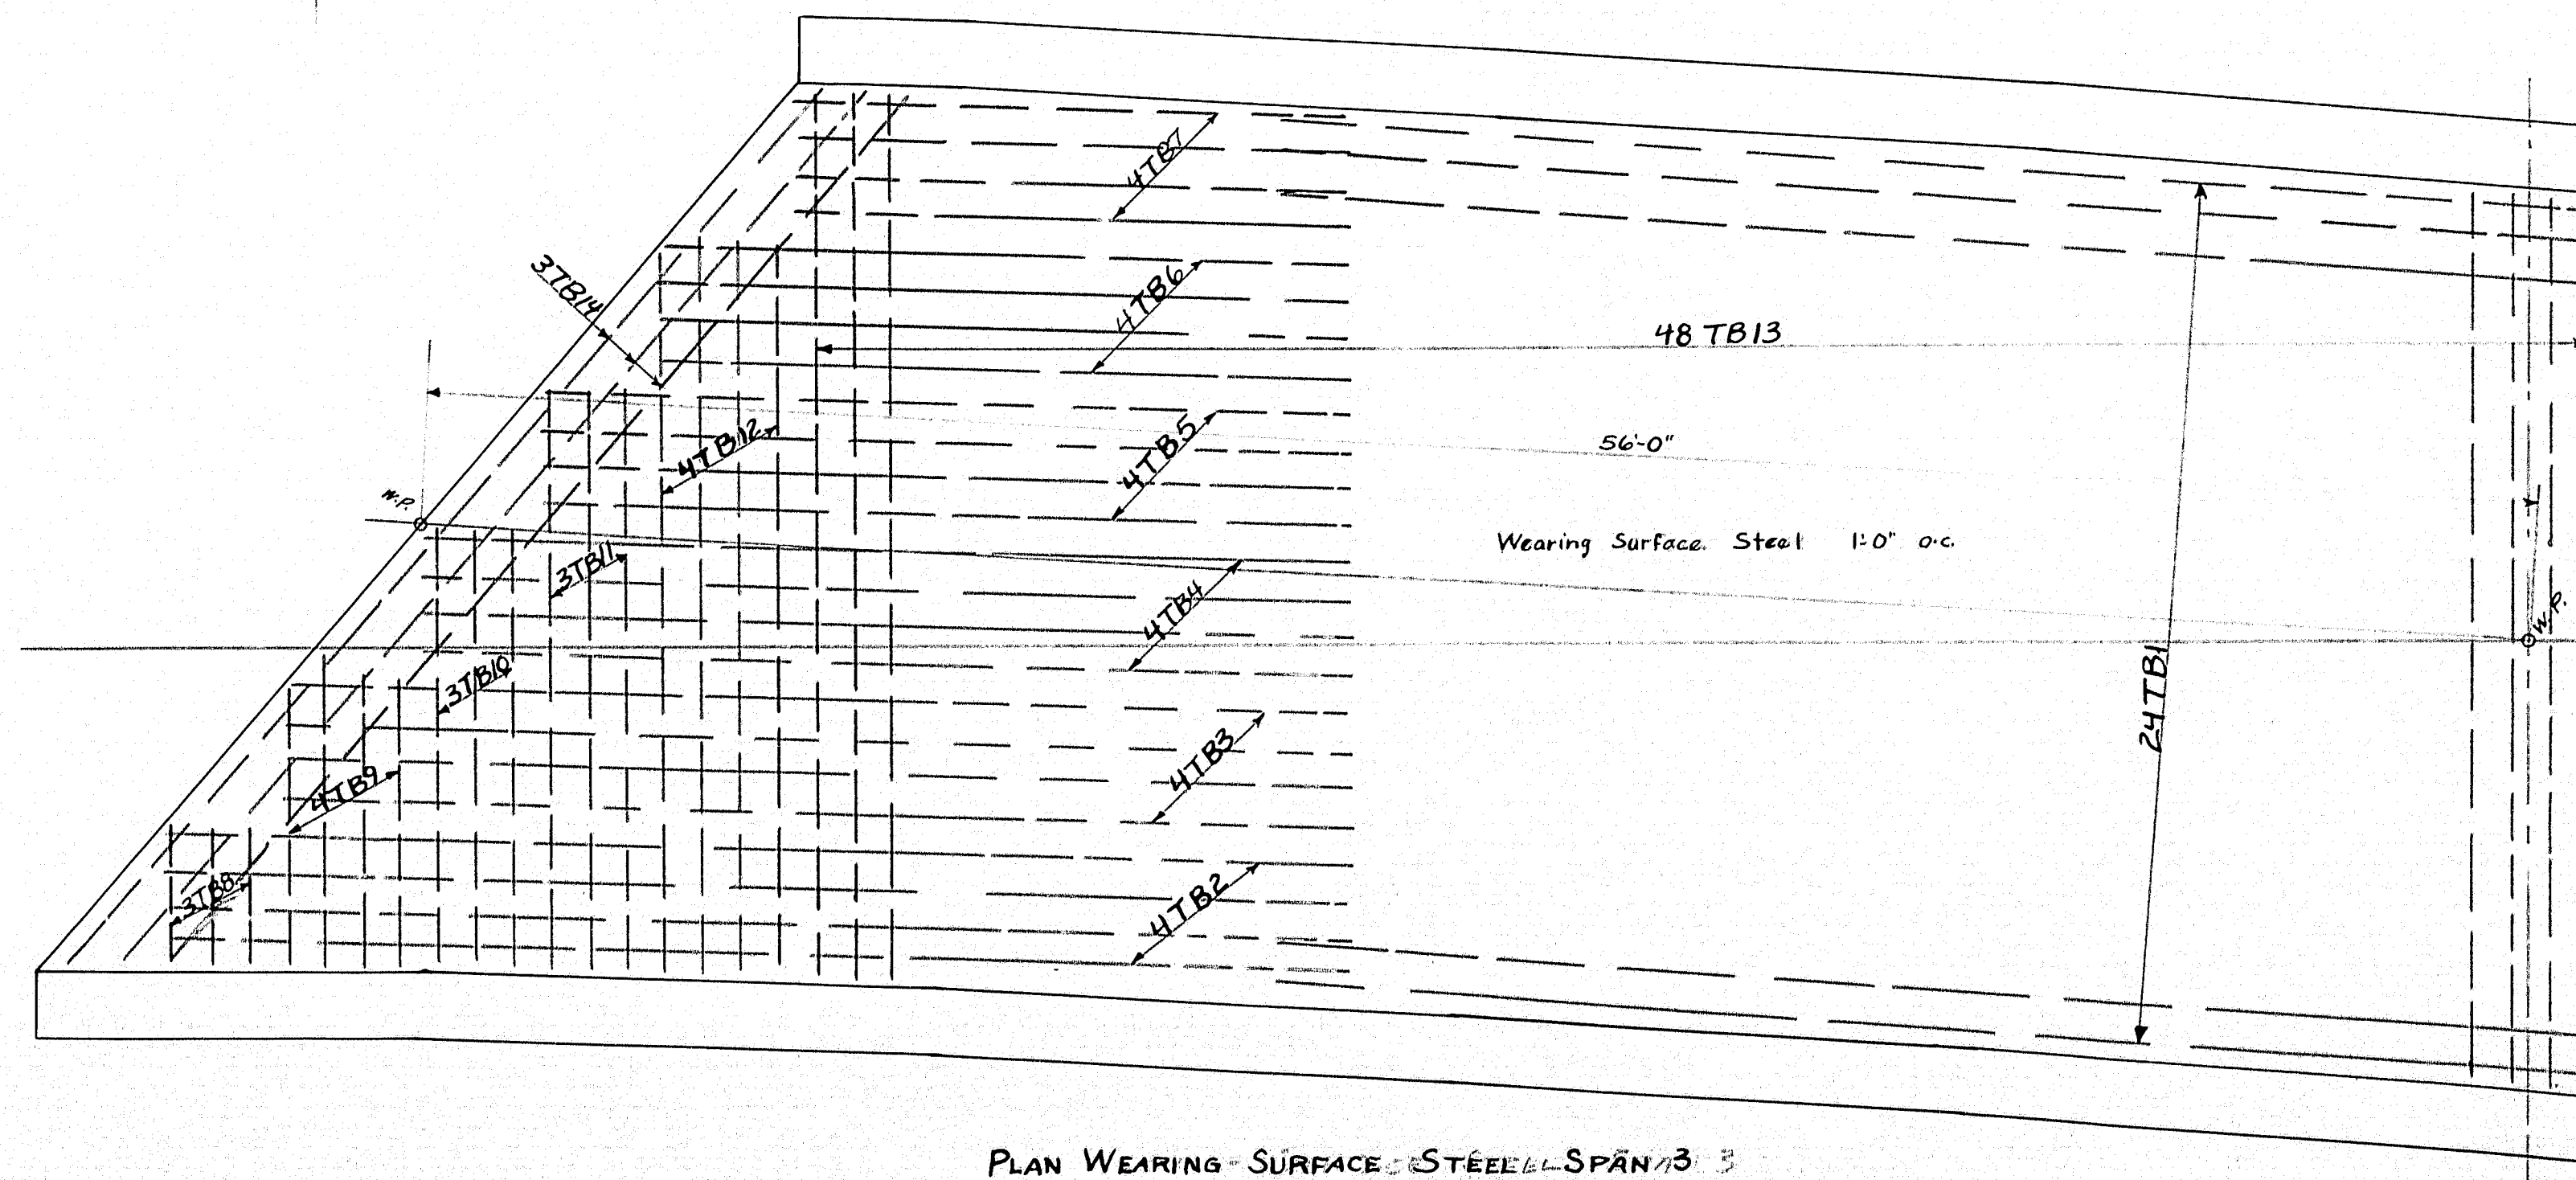 4TB7
3TB14
4TB6
48 TB13
4TB12
4TB5
56'-0"
W.P.
3TB11
Wearing Surface Steel 1'-0" o.c.
4TB4
W.P.
3TB10
24TB1
4TB9
4TB3
3TB8
4TB2
PLAN WEARING SURFACE STEEL SPAN 3